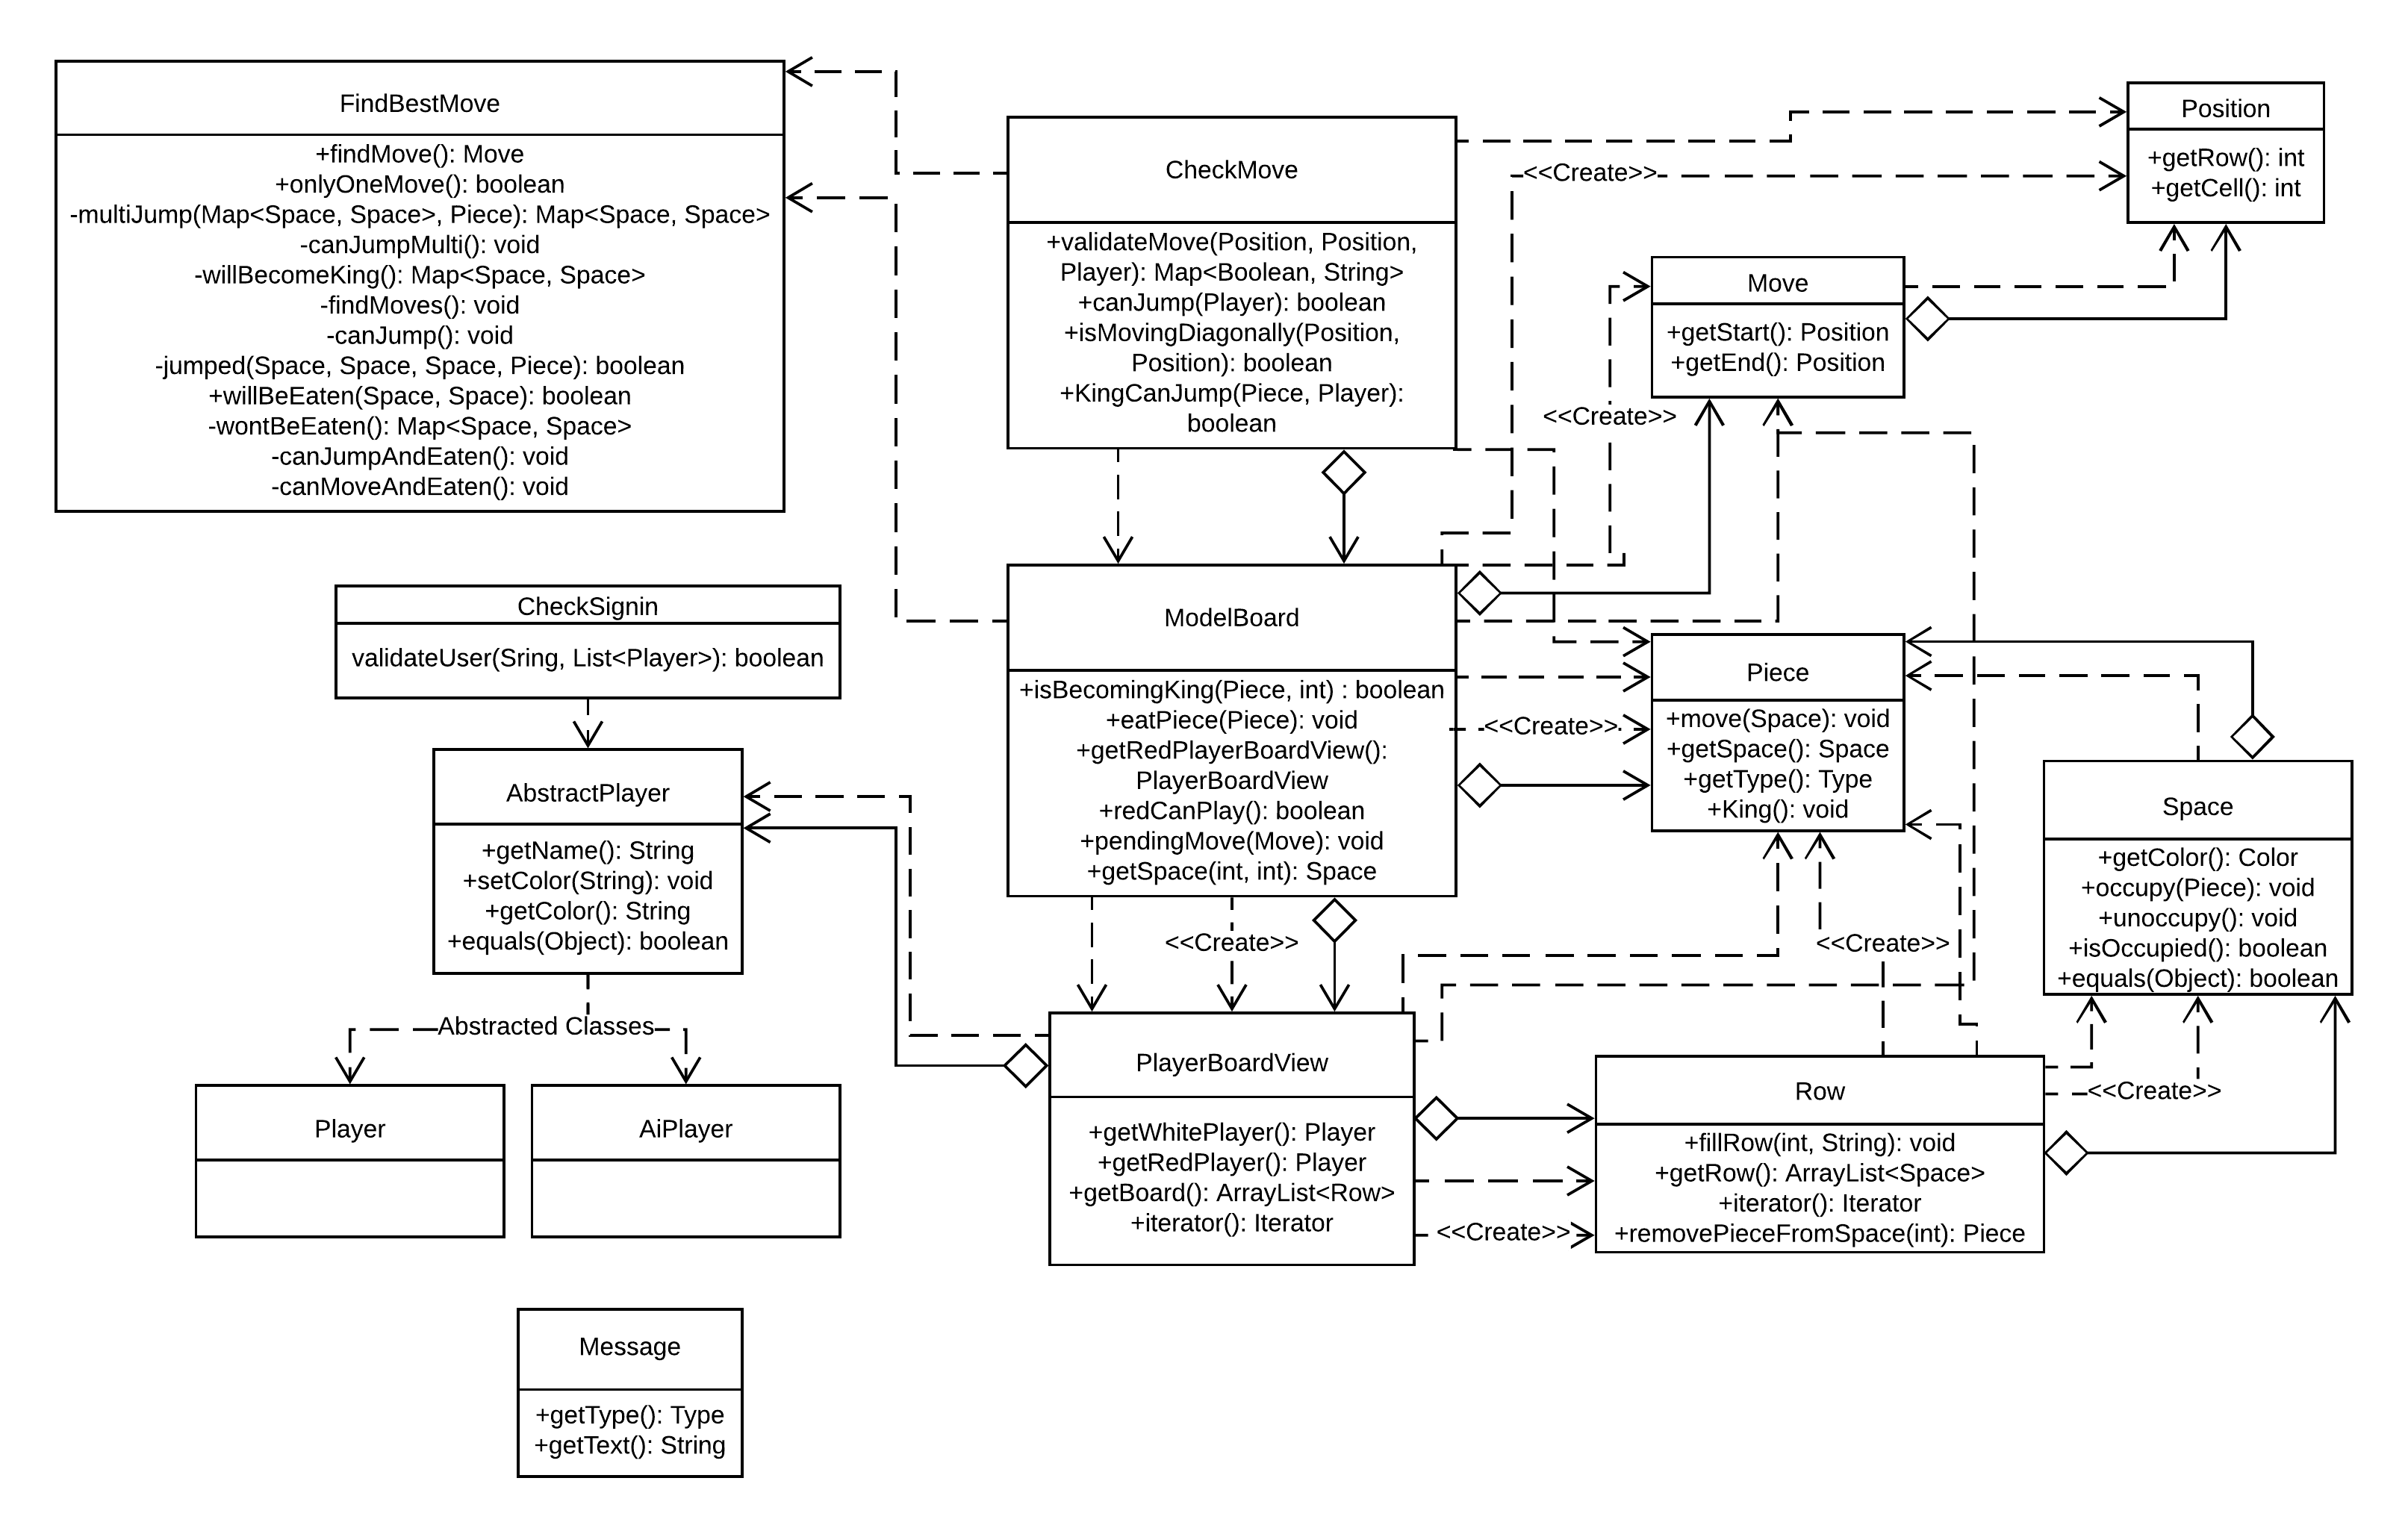 FindBestMove
+findMove(): Move
+onlyOneMove(): boolean
-multiJump(Map<Space, Space>, Piece): Map<Space, Space>
-canJumpMulti(): void
-willBecomeKing(): Map<Space, Space>
-findMoves(): void
-canJump(): void
-jumped(Space, Space, Space, Piece): boolean
+willBeEaten(Space, Space): boolean
-wontBeEaten(): Map<Space, Space>
-canJumpAndEaten(): void
-canMoveAndEaten(): void
CheckMove
+validateMove(Position, Position,
Player): Map<Boolean, String>
+canJump(Player): boolean
+isMovingDiagonally(Position,
Position): boolean
+KingCanJump(Piece, Player):
boolean
Position
+getRow(): int
+getCell(): int
<<Create>>
Move
+getStart(): Position
+getEnd(): Position
<<Create>>
CheckSignin
validateUser(Sring, List<Player>): boolean
ModelBoard
+isBecomingKing(Piece, int) : boolean
+eatPiece(Piece): void
+getRedPlayerBoardView():
PlayerBoardView
+redCanPlay(): boolean
+pendingMove(Move): void
+getSpace(int, int): Space
<<Create>>
Piece
+move(Space): void
+getSpace(): Space
+getType(): Type
+King(): void
Space
+getColor(): Color
+occupy(Piece): void
+unoccupy(): void
+isOccupied(): boolean
+equals(Object): boolean
AbstractPlayer
+getName(): String
+setColor(String): void
+getColor(): String
+equals(Object): boolean
<<Create>>
<<Create>>
Abstracted Classes
Player
AiPlayer
PlayerBoardView
+getWhitePlayer(): Player
+getRedPlayer(): Player
+getBoard(): ArrayList<Row>
+iterator(): Iterator
<<Create>>
Row
+fillRow(int, String): void
+getRow(): ArrayList<Space>
+iterator(): Iterator
+removePieceFromSpace(int): Piece
<<Create>>
Message
+getType(): Type
+getText(): String